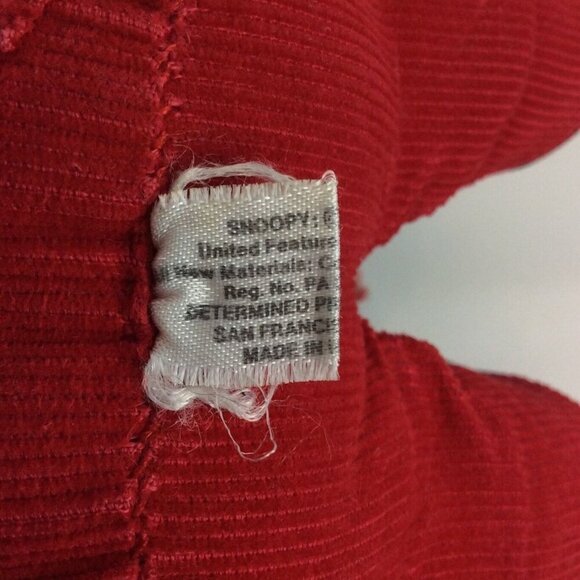 SNOOPY: ©
United Feature
New Materials: C
Reg. No. PA
DETERMINED P
SAN FRANCIS
MADE IN